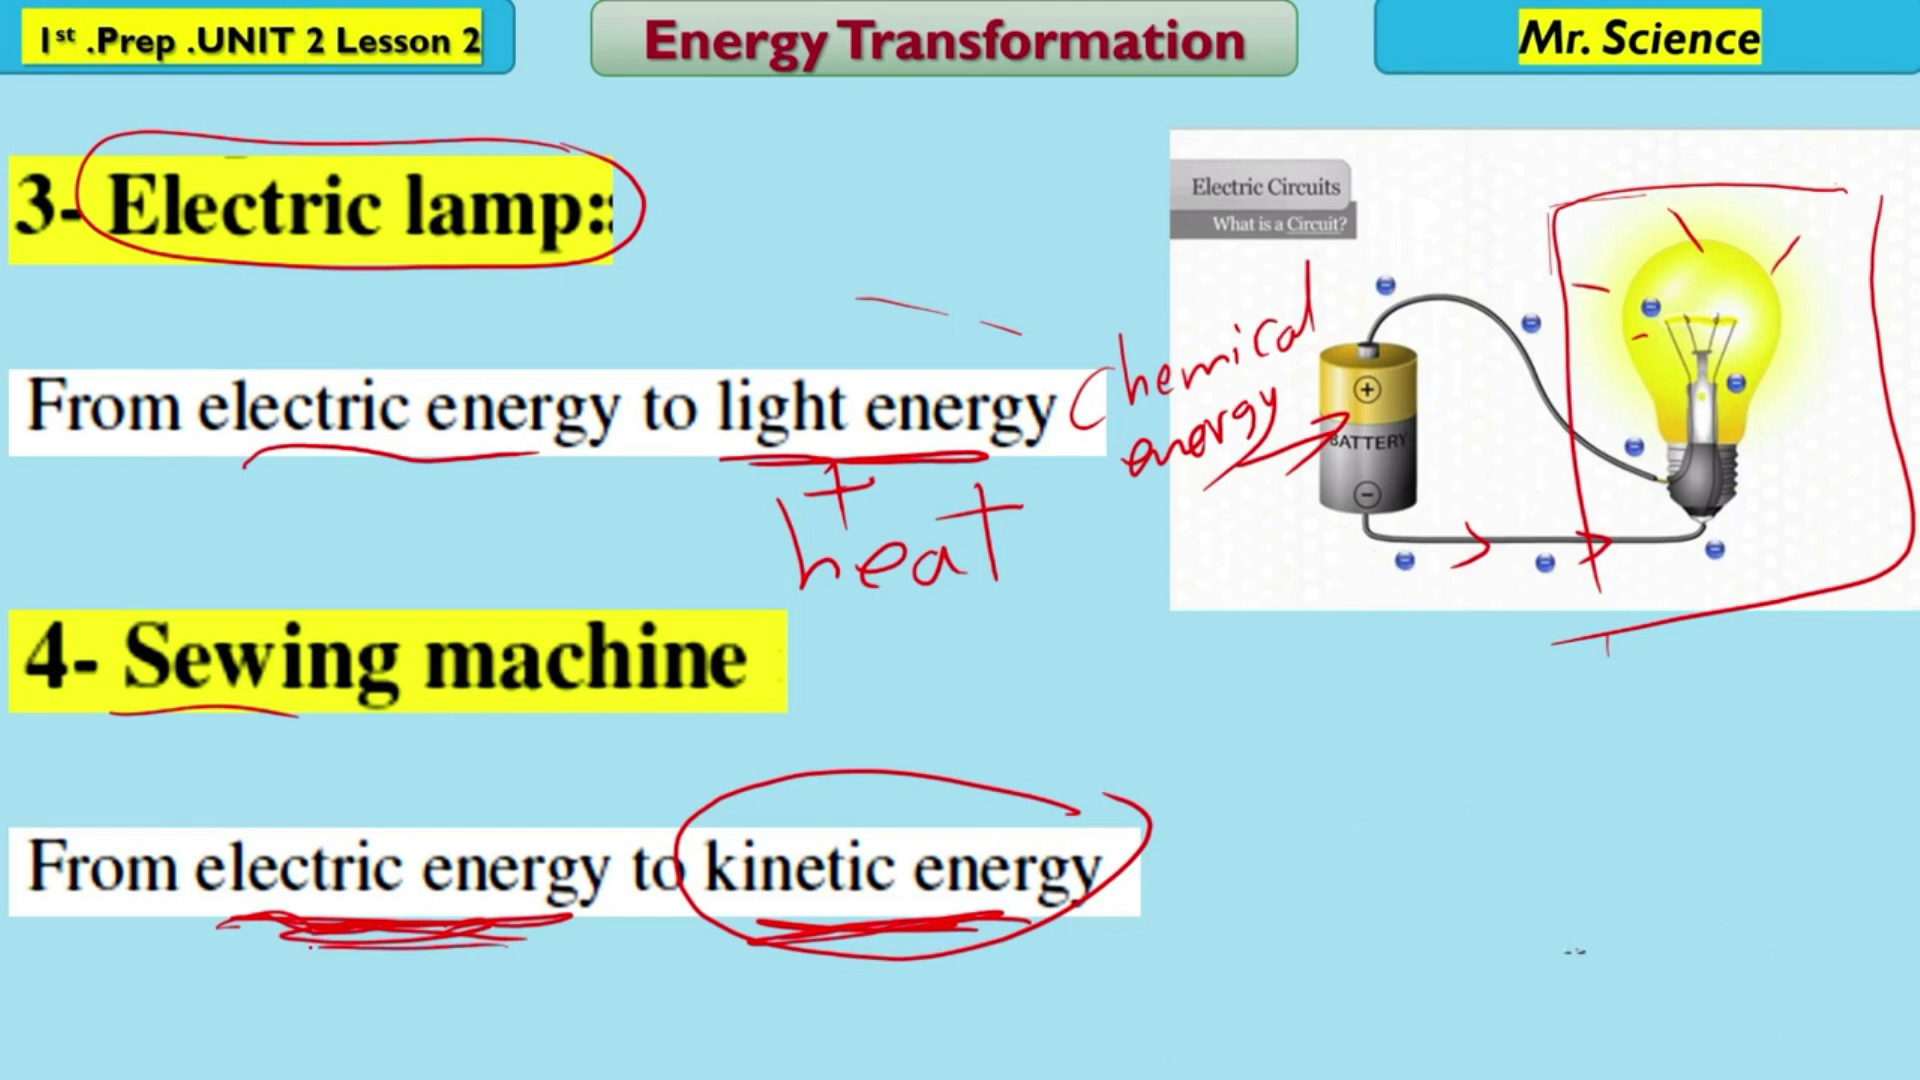 1st .Prep .UNIT 2 Lesson 2
Energy Transformation
Mr. Science
3- Electric lamp::
Electric Circuits
What is a Circuit?
From electric energy to light energy
Chemical
energy
+
BATTERY
−
+
heat
4- Sewing machine
From electric energy to kinetic energy